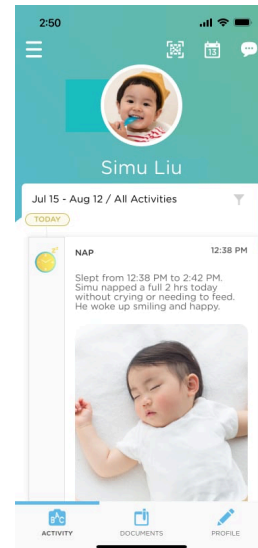 2:50
13
Simu Liu
Jul 15 - Aug 12 / All Activities
TODAY
NAP 12:38 PM
Slept from 12:38 PM to 2:42 PM.
Simu napped a full 2 hrs today
without crying or needing to feed.
He woke up smiling and happy.
ACTIVITY DOCUMENTS PROFILE